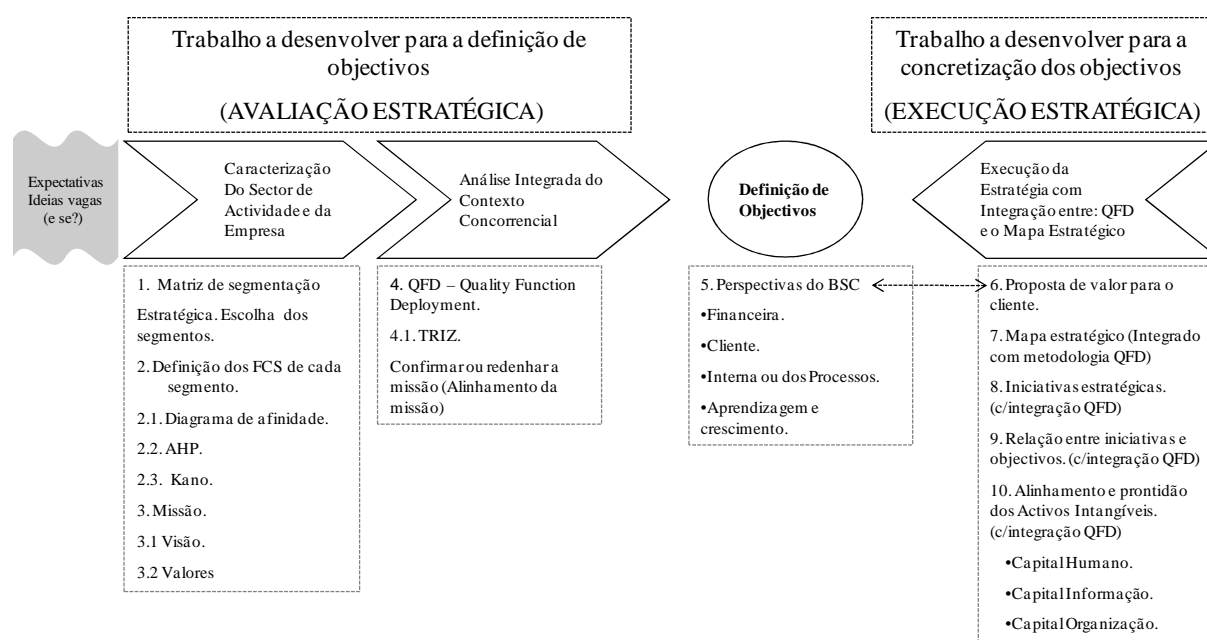 Trabalho a desenvolver para a definição de
objectivos
(AVALIAÇÃO ESTRATÉGICA)
Trabalho a desenvolver para a
concretização dos objectivos
(EXECUÇÃO ESTRATÉGICA)
Expectativas
Ideias vagas
(e se?)
Caracterização
Do Sector de
Actividade e da
Empresa
Análise Integrada do
Contexto
Concorrencial
Definição de
Objectivos
Execução da
Estratégia com
Integração entre: QFD
e o Mapa Estratégico
1. Matriz de segmentação
Estratégica. Escolha dos
segmentos.
2. Definição dos FCS de cada
segmento.
2.1. Diagrama de afinidade.
2.2. AHP.
2.3. Kano.
3. Missão.
3.1 Visão.
3.2 Valores
4. QFD – Quality Function
Deployment.
4.1. TRIZ.
Confirmar ou redenhar a
missão (Alinhamento da
missão)
5. Perspectivas do BSC
•Financeira.
•Cliente.
•Interna ou dos Processos.
•Aprendizagem e
crescimento.
6. Proposta de valor para o
cliente.
7. Mapa estratégico (Integrado
com metodologia QFD)
8. Iniciativas estratégicas.
(c/integração QFD)
9. Relação entre iniciativas e
objectivos. (c/integração QFD)
10. Alinhamento e prontidão
dos Activos Intangíveis.
(c/integração QFD)
•Capital Humano.
•Capital Informação.
•Capital Organização.